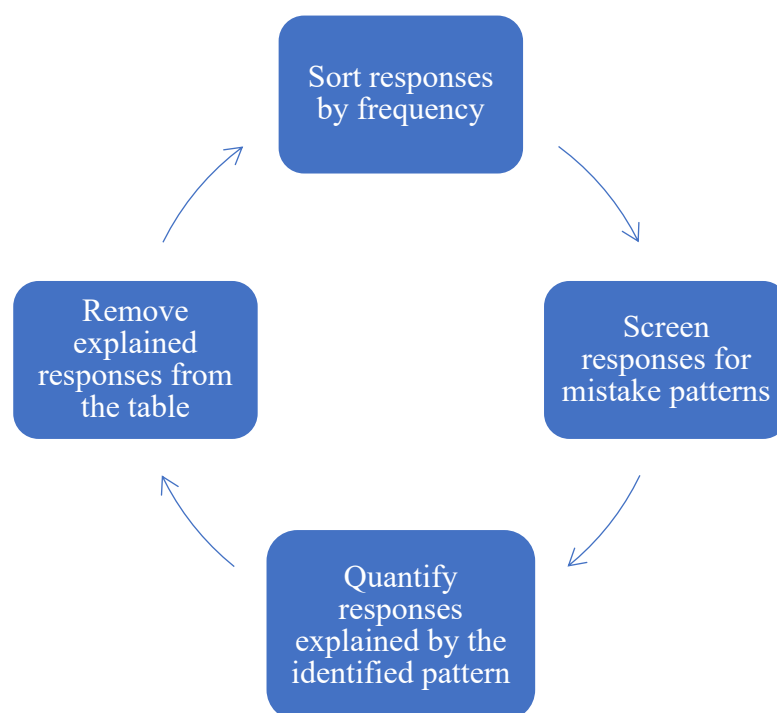 Sort responses
by frequency
Screen
responses for
mistake patterns
Quantify
responses
explained by the
identified pattern
Remove
explained
responses from
the table